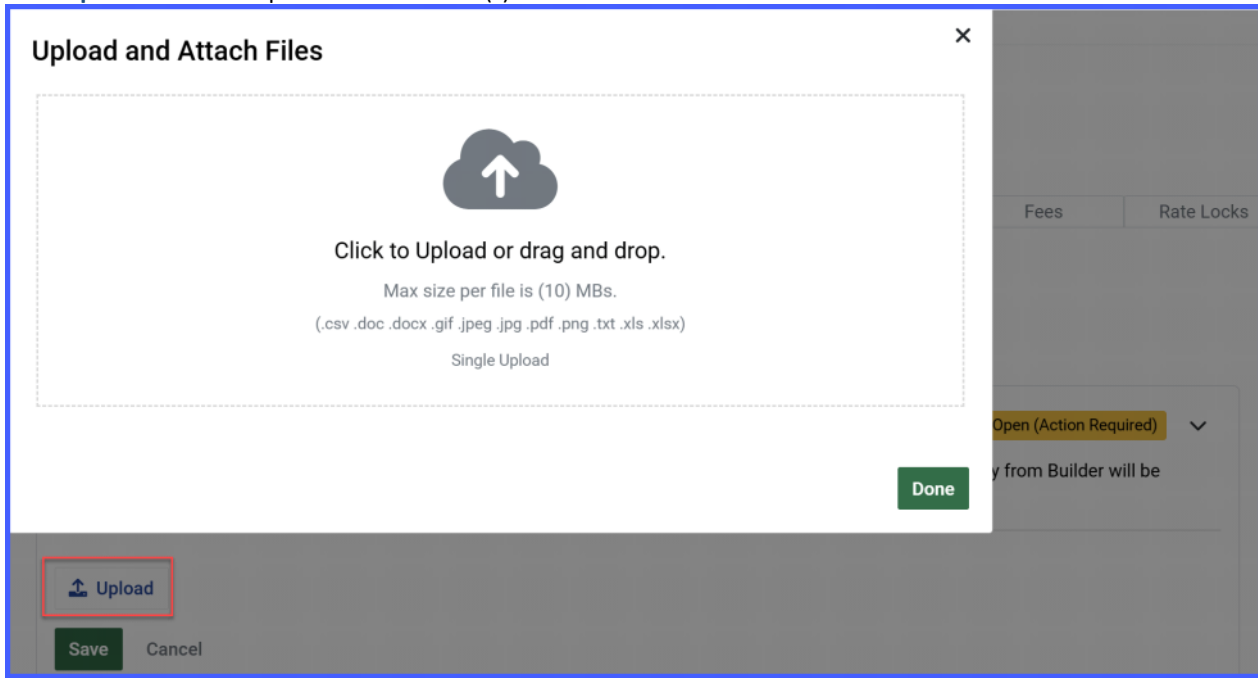 Upload and Attach Files
Click to Upload or drag and drop.
Max size per file is (10) MBs.
(.csv .doc .docx .gif .jpeg .jpg .pdf .png .txt .xls .xlsx)
Single Upload
Done
Fees Rate Locks
Open (Action Required)
y from Builder will be
Upload
Save Cancel